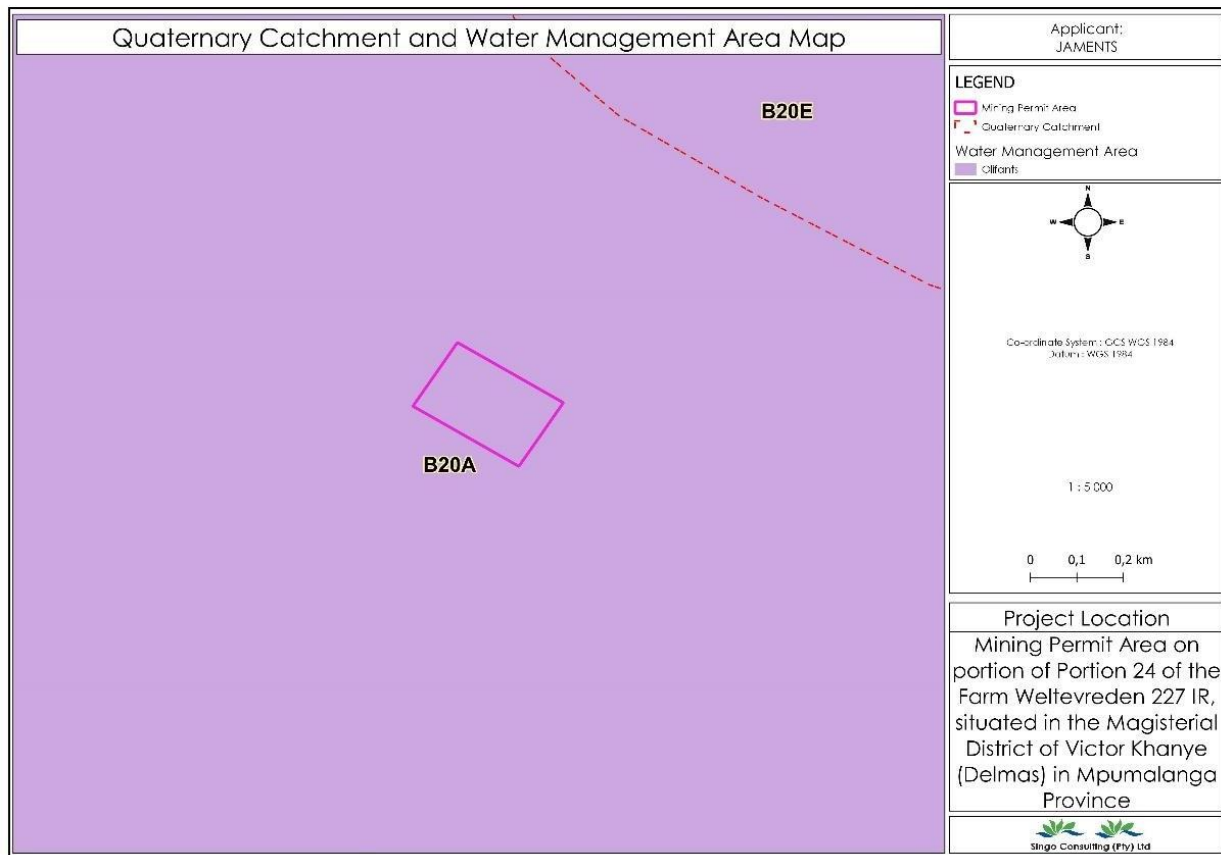 Quaternary Catchment and Water Management Area Map
B20E
B20A
Applicant:
JAMENTS
LEGEND
Mining Permit Area
Quaternary Catchment
Water Management Area
Olifants
N
W
E
S
Co-ordinate System : GCS WGS 1984
Datum : WGS 1984
1 : 5 000
0 0,1 0,2 km
Project Location
Mining Permit Area on
portion of Portion 24 of the
Farm Weltevreden 227 IR,
situated in the Magisterial
District of Victor Khanye
(Delmas) in Mpumalanga
Province
Singo Consulting (Pty) Ltd